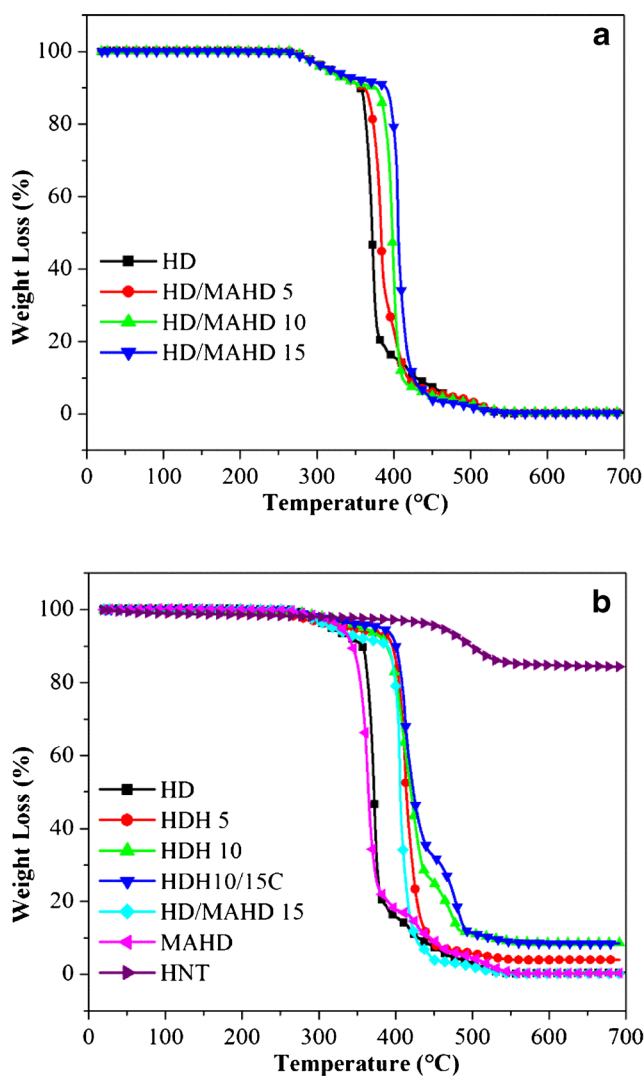 a
100
80
60
40
20
0
Weight Loss (%)
HD
HD/MAHD 5
HD/MAHD 10
HD/MAHD 15
0 100 200 300 400 500 600 700
Temperature (°C)
b
100
80
60
40
20
0
Weight Loss (%)
HD
HDH 5
HDH 10
HDH10/15C
HD/MAHD 15
MAHD
HNT
0 100 200 300 400 500 600 700
Temperature (°C)